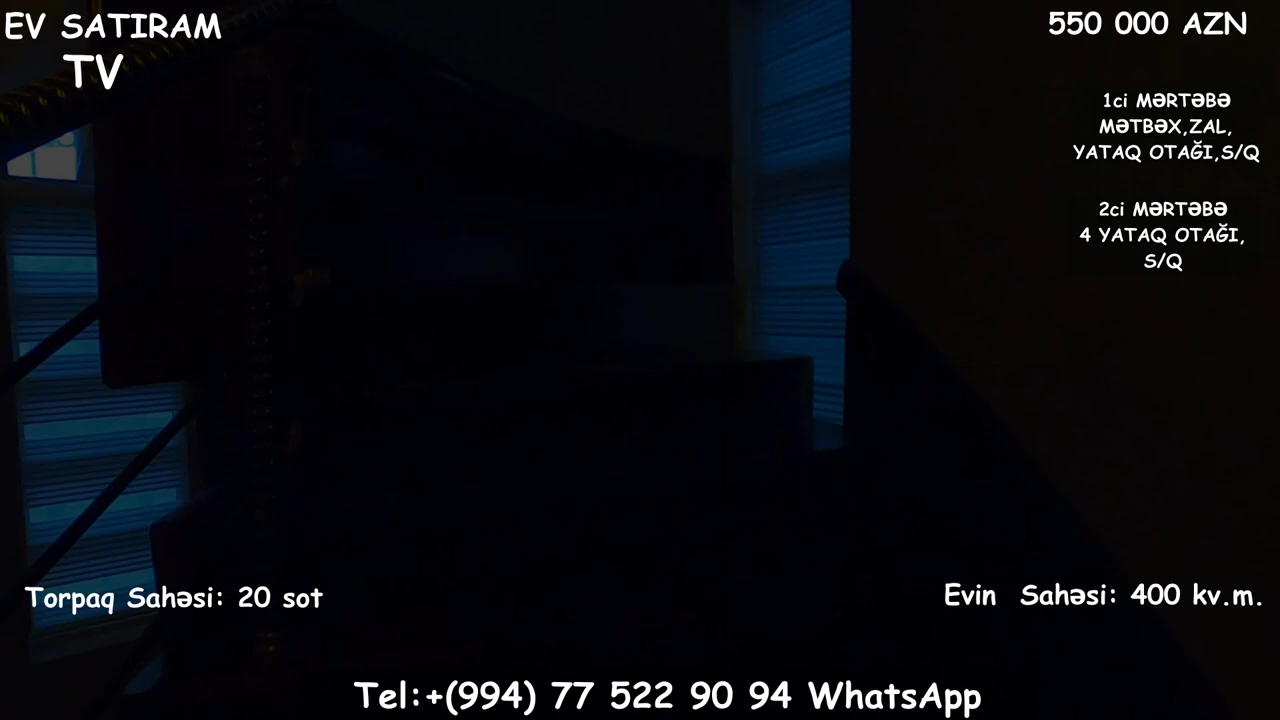 EV SATIRAM
TV
550 000 AZN
1ci MƏRTƏBƏ
MƏTBƏX,ZAL,
YATAQ OTAĞI,S/Q
2ci MƏRTƏBƏ
4 YATAQ OTAĞI,
S/Q
Torpaq Sahəsi: 20 sot
Evin Sahəsi: 400 kv.m.
Tel:+(994) 77 522 90 94 WhatsApp